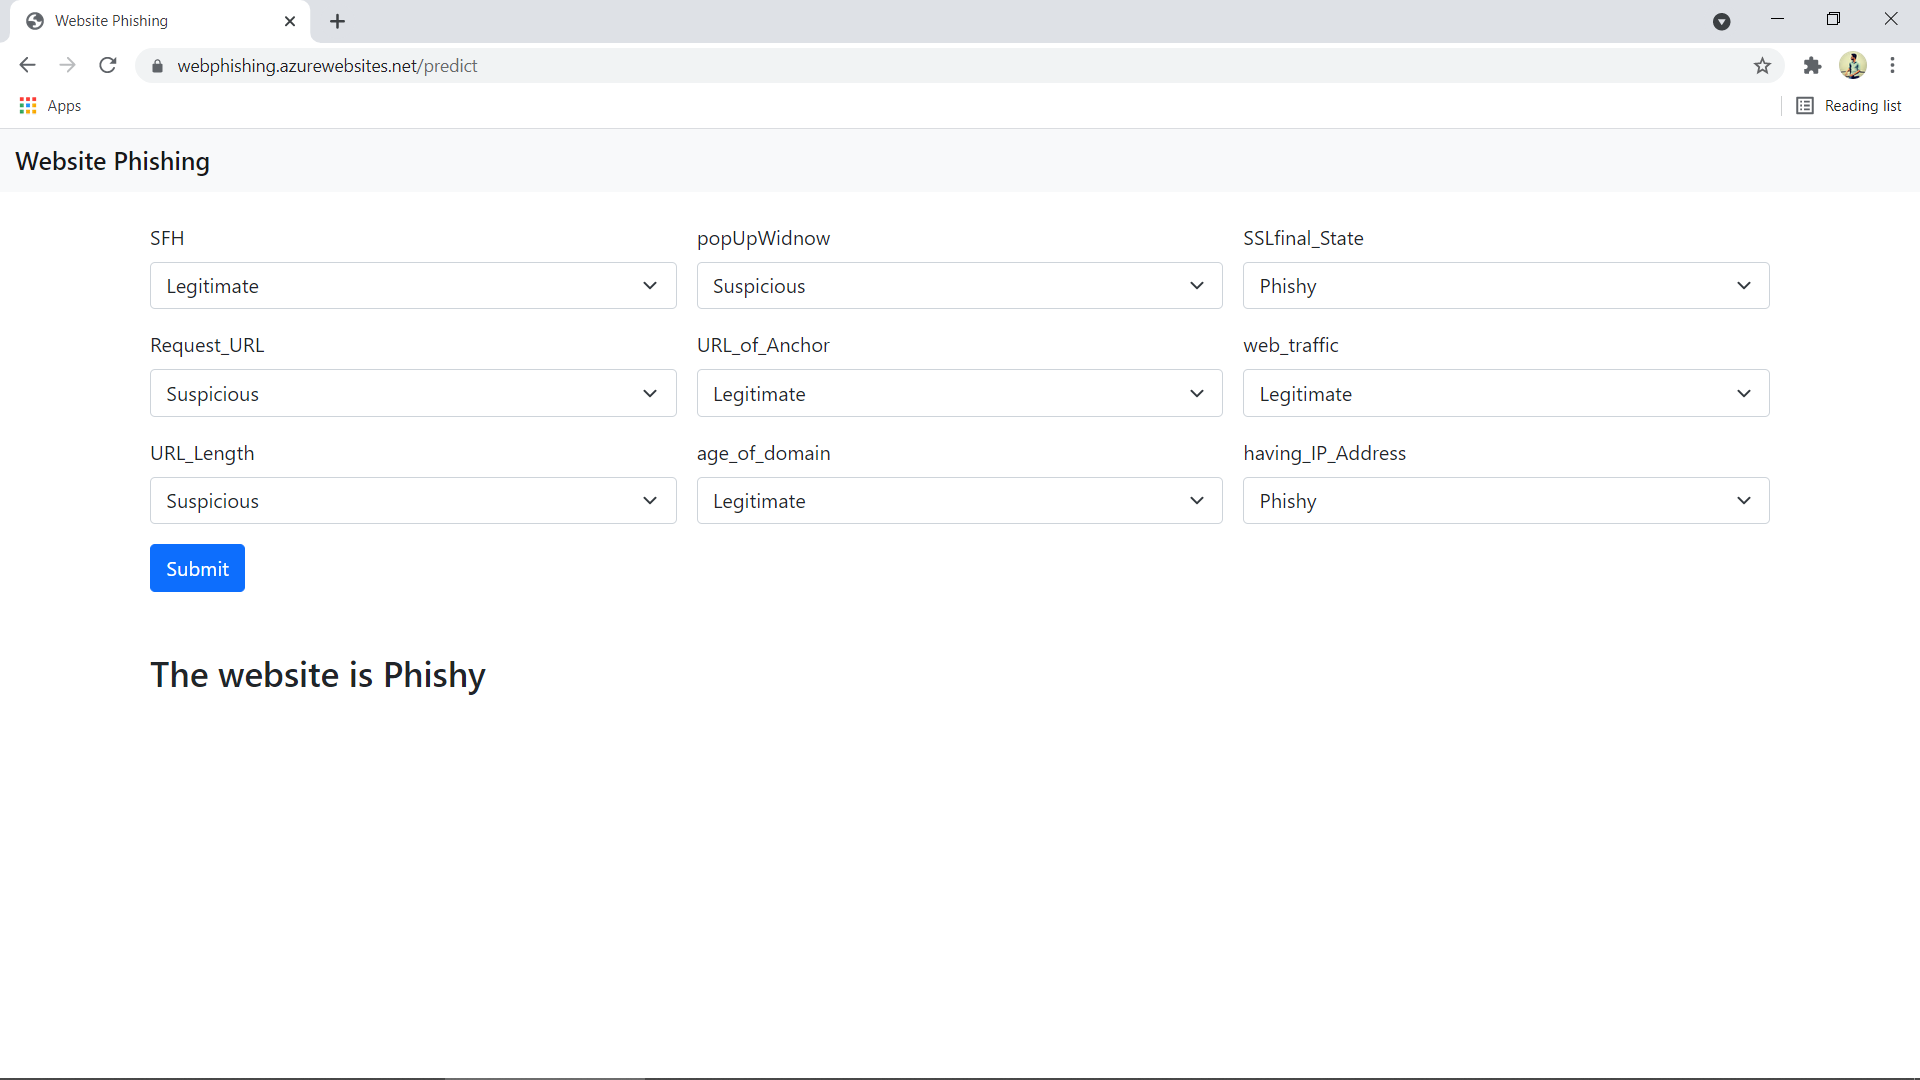 Website Phishing
webphishing.azurewebsites.net/predict
Apps
Reading list
Website Phishing
SFH
popUpWidnow
SSLfinal_State
Legitimate
Suspicious
Phishy
Request_URL
URL_of_Anchor
web_traffic
Suspicious
Legitimate
Legitimate
URL_Length
age_of_domain
having_IP_Address
Suspicious
Legitimate
Phishy
Submit
The website is Phishy